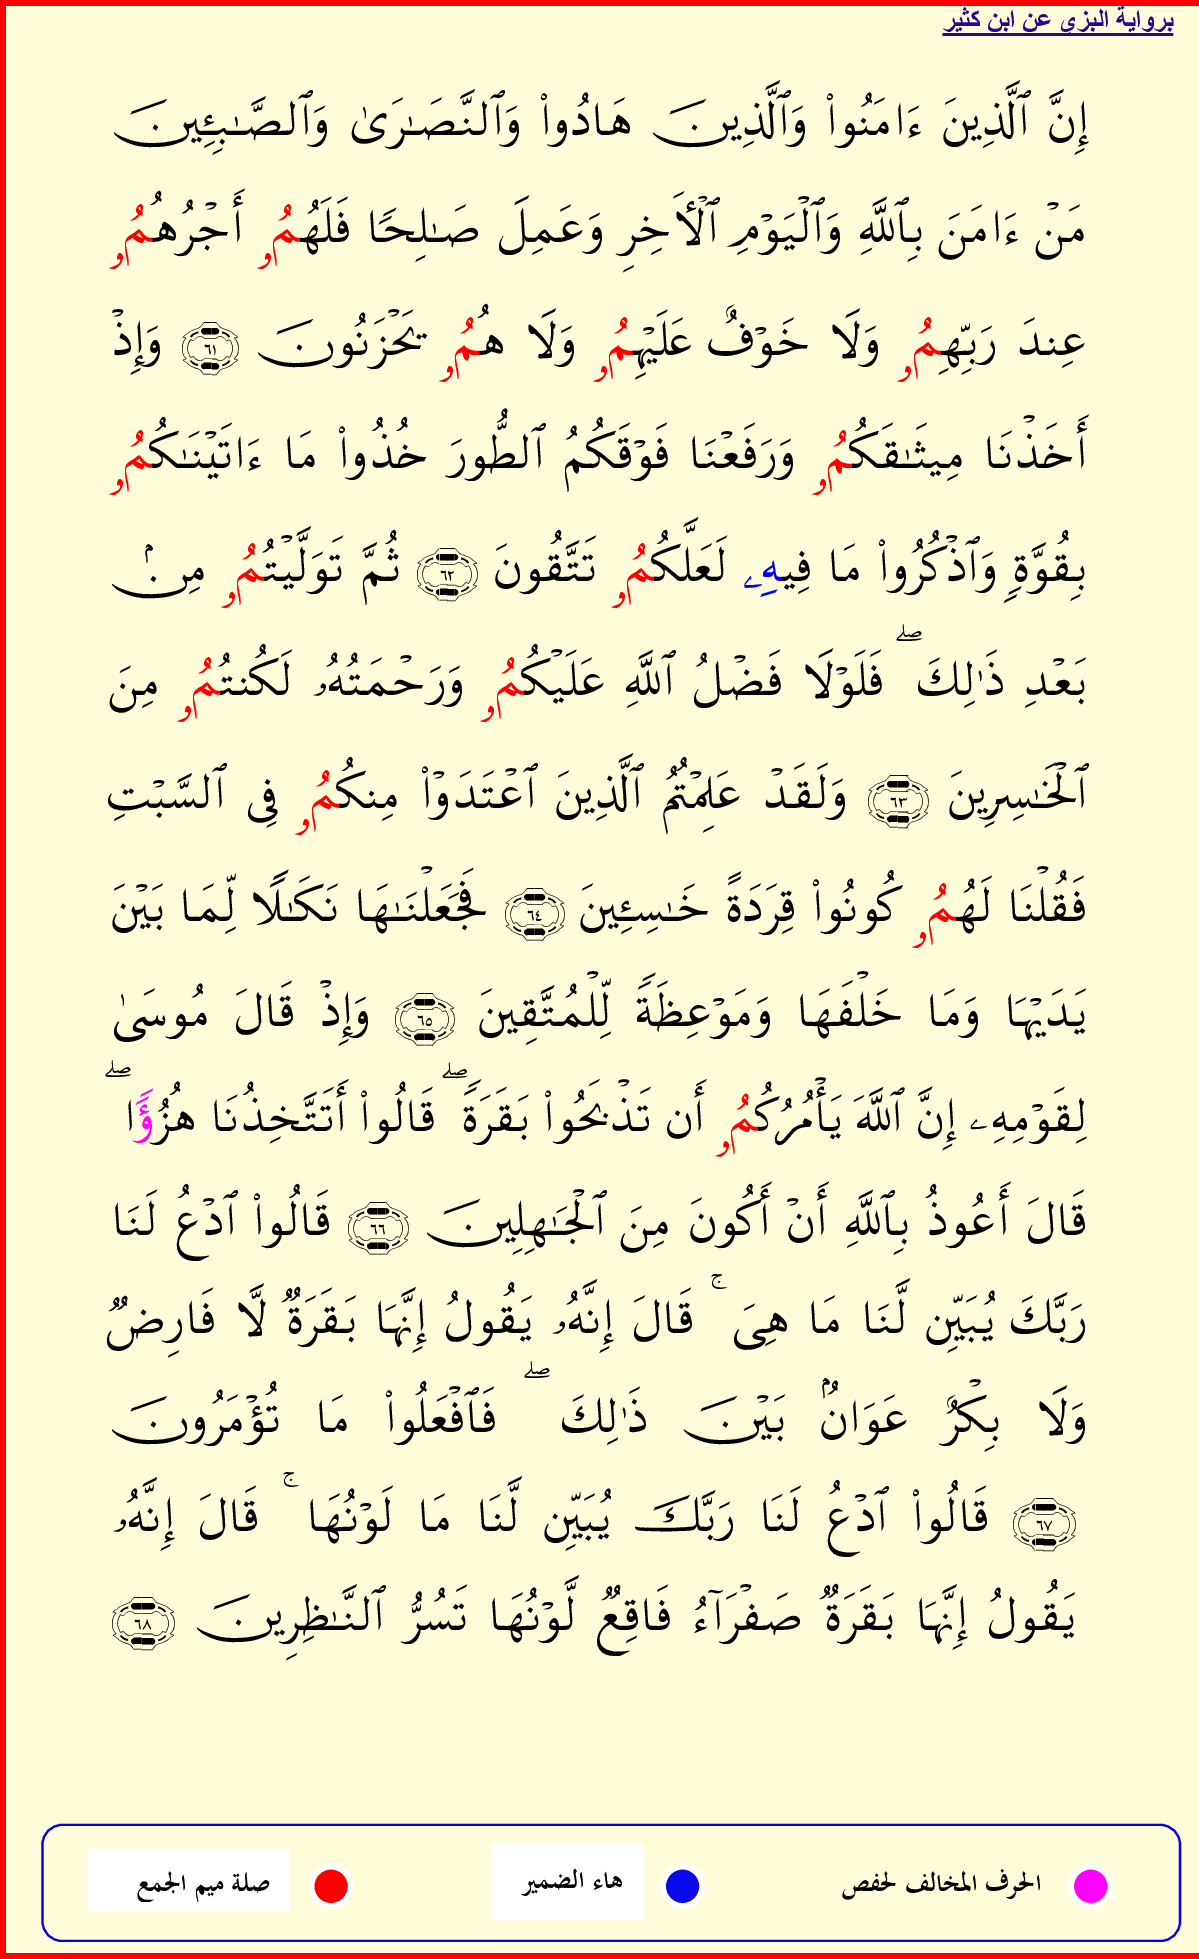 برواية البزى عن ابن كثير
إِنَّ ٱلَّذِينَ ءَامَنُوا۟ وَٱلَّذِينَ هَادُوا۟ وَٱلنَّصَـٰرَىٰ وَٱلصَّـٰبِـِٔينَ
مَنْ ءَامَنَ بِٱللَّهِ وَٱلْيَوْمِ ٱلْـَٔاخِرِ وَعَمِلَ صَـٰلِحًا فَلَهُمُۥ أَجْرُهُمُۥ
عِندَ رَبِّهِمُۥ وَلَا خَوْفٌ عَلَيْهِمُۥ وَلَا هُمُۥ يَحْزَنُونَ ٦١ وَإِذْ
أَخَذْنَا مِيثَـٰقَكُمُۥ وَرَفَعْنَا فَوْقَكُمُ ٱلطُّورَ خُذُوا۟ مَا ءَاتَيْنَـٰكُمُۥ
بِقُوَّةٍ وَٱذْكُرُوا۟ مَا فِيهِۦ لَعَلَّكُمُۥ تَتَّقُونَ ٦٢ ثُمَّ تَوَلَّيْتُمُۥ مِنۢ
بَعْدِ ذَٰلِكَ ۖ فَلَوْلَا فَضْلُ ٱللَّهِ عَلَيْكُمُۥ وَرَحْمَتُهُۥ لَكُنتُمُۥ مِنَ
ٱلْخَـٰسِرِينَ ٦٣ وَلَقَدْ عَلِمْتُمُ ٱلَّذِينَ ٱعْتَدَوْا۟ مِنكُمُۥ فِى ٱلسَّبْتِ
فَقُلْنَا لَهُمُۥ كُونُوا۟ قِرَدَةً خَـٰسِـِٔينَ ٦٤ فَجَعَلْنَـٰهَا نَكَـٰلًا لِّمَا بَيْنَ
يَدَيْهَا وَمَا خَلْفَهَا وَمَوْعِظَةً لِّلْمُتَّقِينَ ٦٥ وَإِذْ قَالَ مُوسَىٰ
لِقَوْمِهِۦ إِنَّ ٱللَّهَ يَأْمُرُكُمُۥ أَن تَذْبَحُوا۟ بَقَرَةً ۖ قَالُوا۟ أَتَتَّخِذُنَا هُزُؤًا ۖ
قَالَ أَعُوذُ بِٱللَّهِ أَنْ أَكُونَ مِنَ ٱلْجَـٰهِلِينَ ٦٦ قَالُوا۟ ٱدْعُ لَنَا
رَبَّكَ يُبَيِّن لَّنَا مَا هِىَ ۚ قَالَ إِنَّهُۥ يَقُولُ إِنَّهَا بَقَرَةٌ لَّا فَارِضٌ
وَلَا بِكْرٌ عَوَانٌۢ بَيْنَ ذَٰلِكَ ۖ فَٱفْعَلُوا۟ مَا تُؤْمَرُونَ
٦٧ قَالُوا۟ ٱدْعُ لَنَا رَبَّكَ يُبَيِّن لَّنَا مَا لَوْنُهَا ۚ قَالَ إِنَّهُۥ
يَقُولُ إِنَّهَا بَقَرَةٌ صَفْرَآءُ فَاقِعٌ لَّوْنُهَا تَسُرُّ ٱلنَّـٰظِرِينَ ٦٨
الحرف المخالف لحفص
هاء الضمير
صلة ميم الجمع